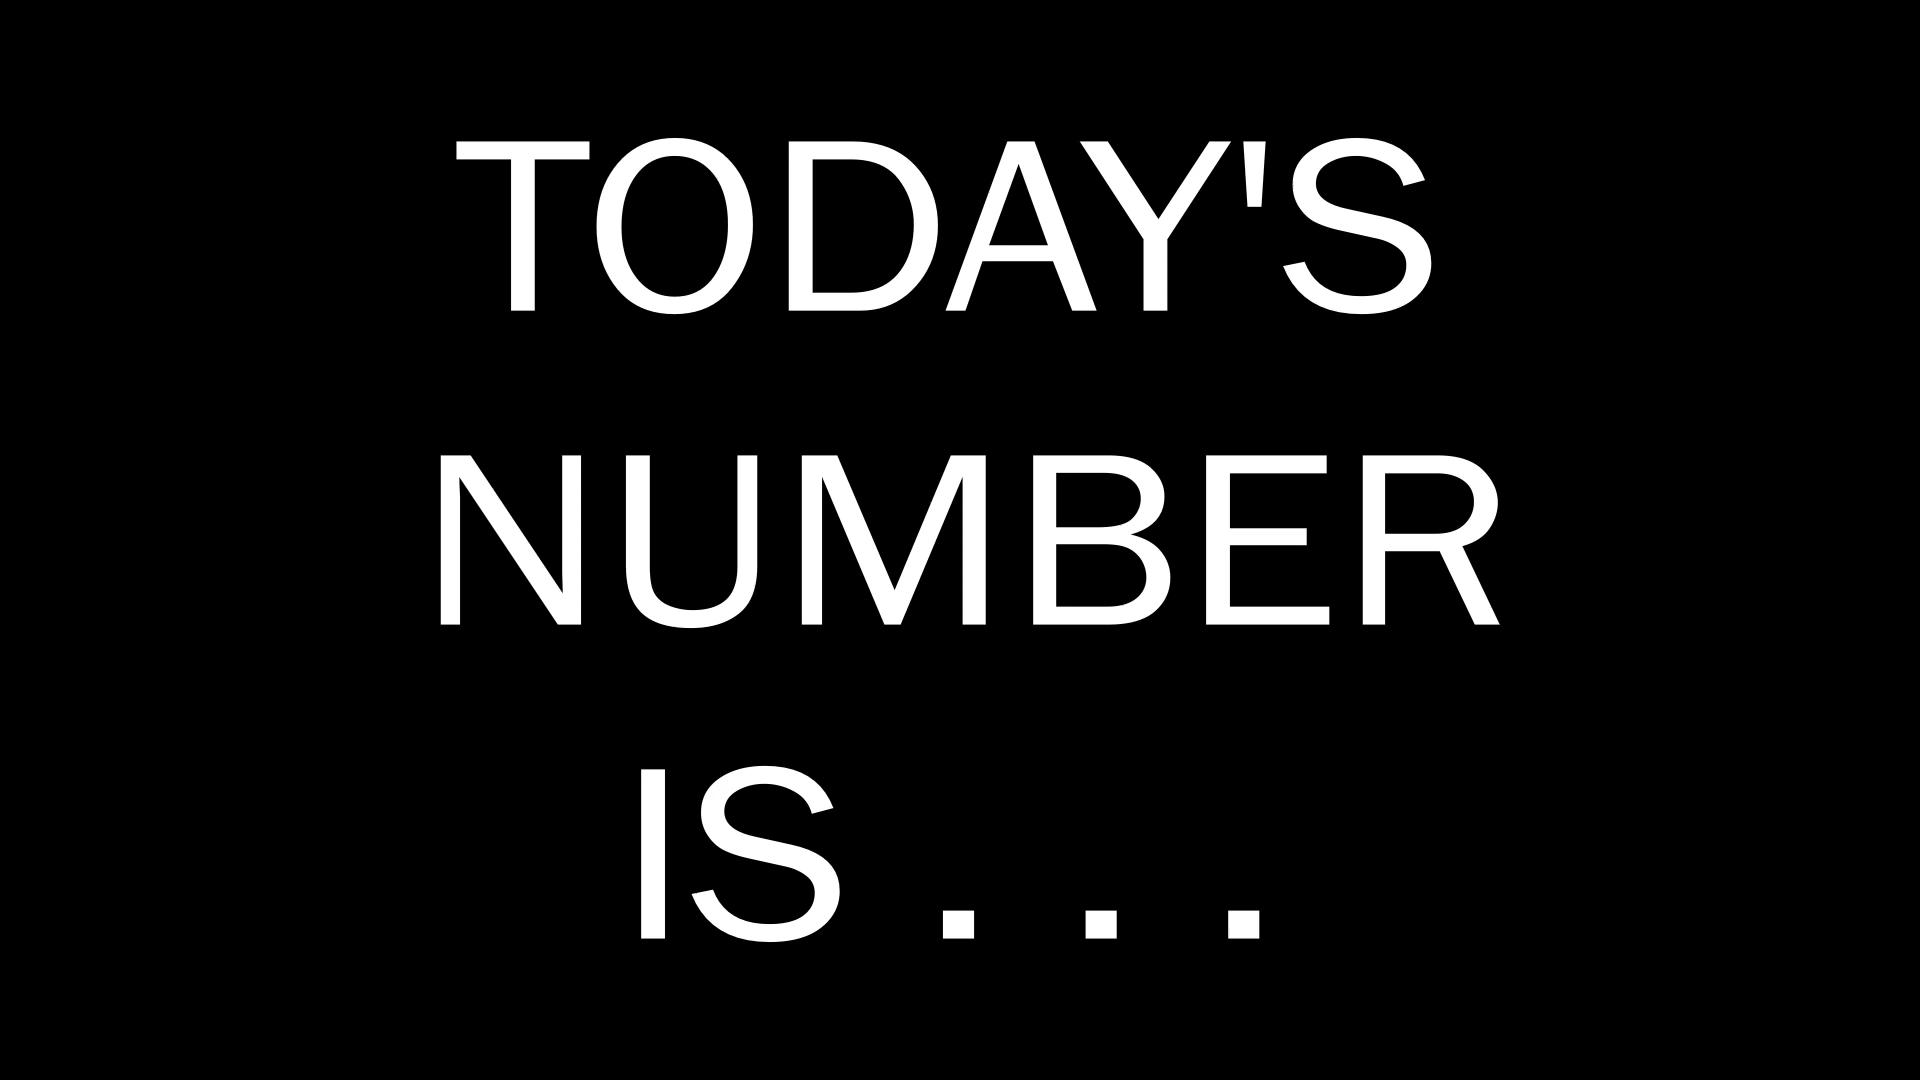 TODAY'S
NUMBER
IS . . .